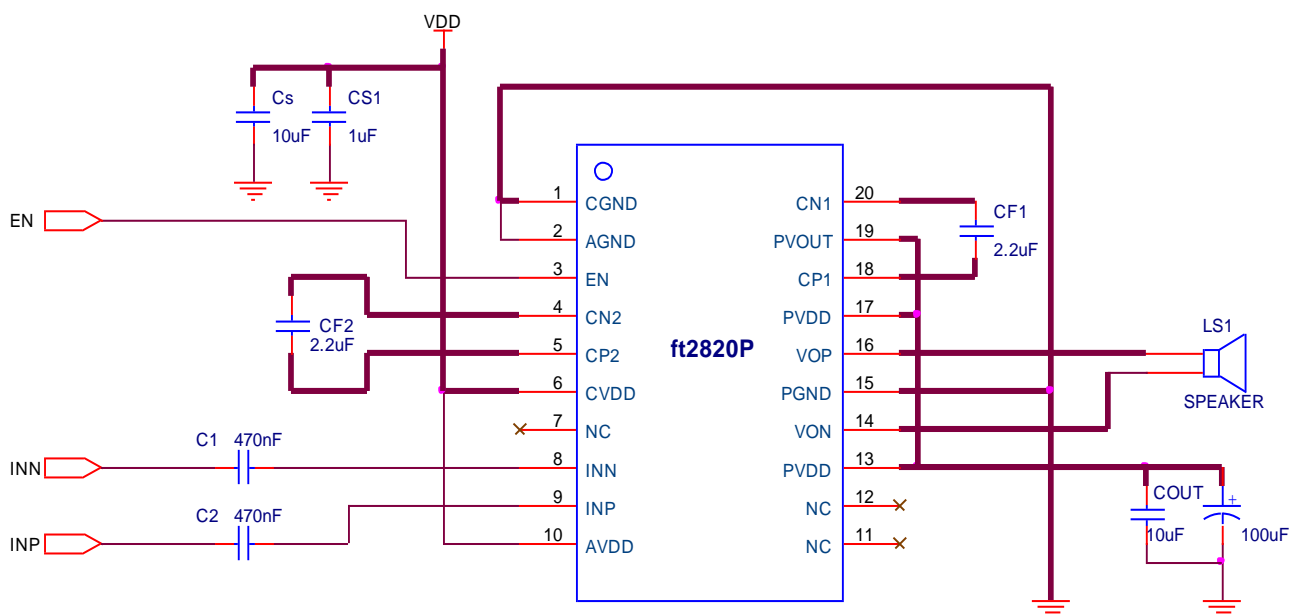 VDD
Cs
10uF
CS1
1uF
EN
INN
INP
C1 470nF
C2 470nF
CF2
2.2uF
1 CGND
2 AGND
3 EN
4 CN2
5 CP2
6 CVDD
7 NC
8 INN
9 INP
10 AVDD
ft2820P
CN1 20
PVOUT 19
CP1 18
PVDD 17
VOP 16
PGND 15
VON 14
PVDD 13
NC 12
NC 11
CF1
2.2uF
LS1
SPEAKER
COUT
10uF
+
100uF